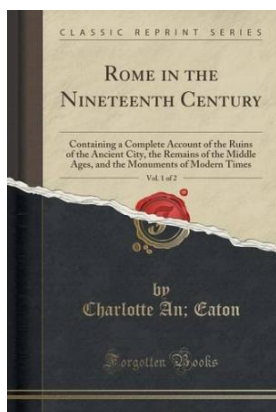 CLASSIC REPRINT SERIES
ROME IN THE
NINETEENTH CENTURY
Containing a Complete Account of the Ruins
of the Ancient City, the Remains of the Middle
Ages, and the Monuments of Modern Times
Vol. 1 of 2
by
Charlotte An; Eaton
Forgotten Books